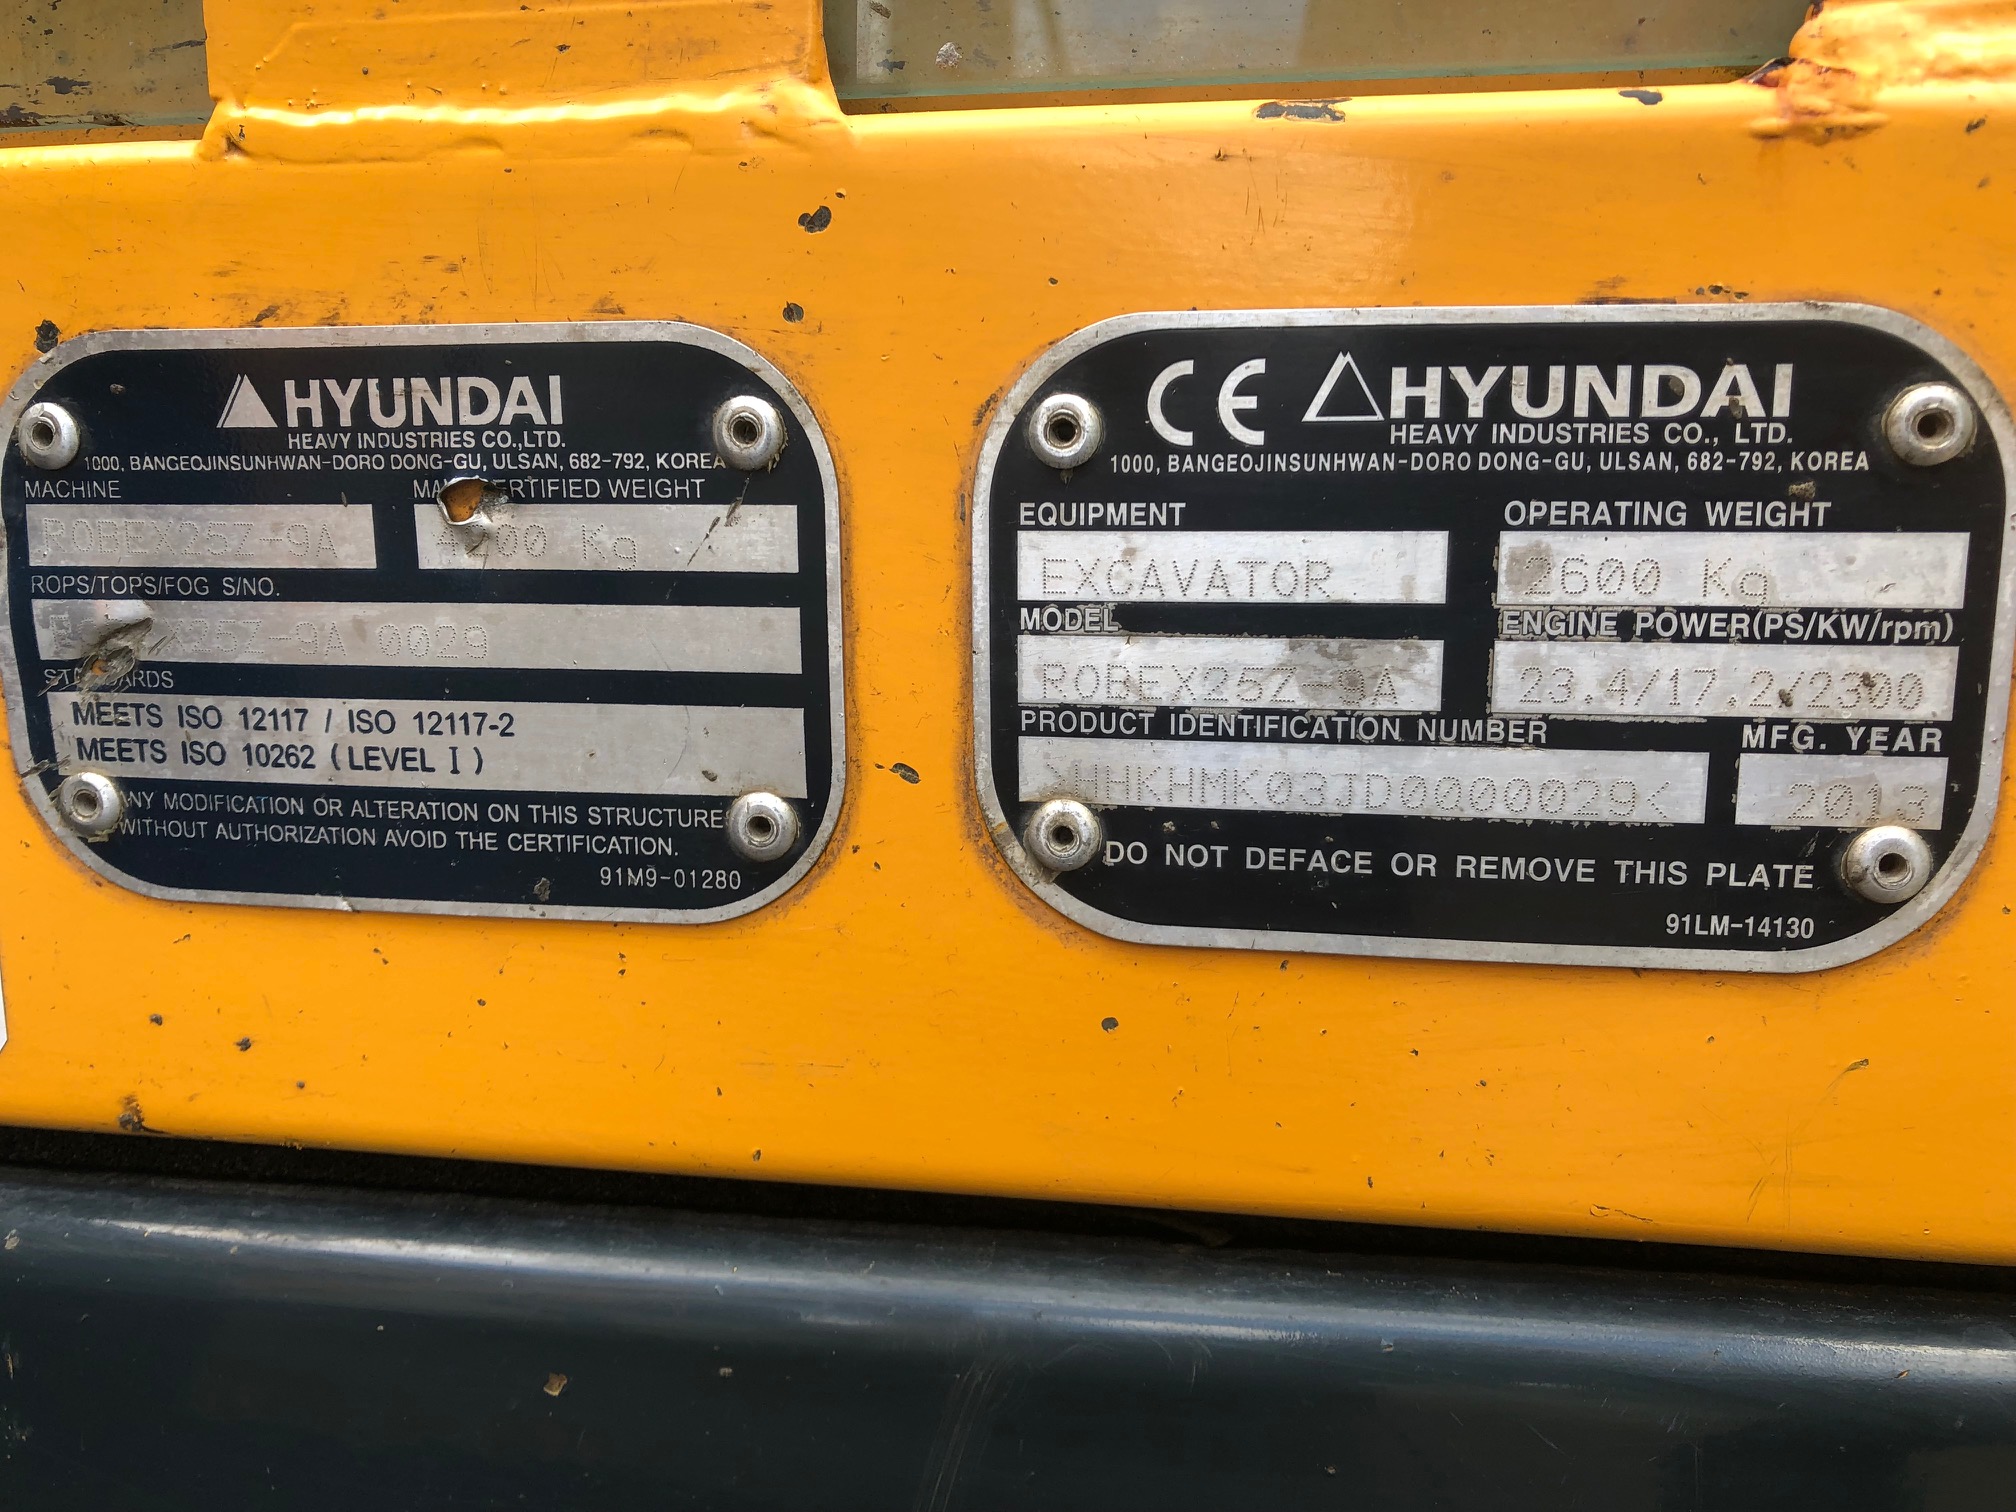 HYUNDAI
HEAVY INDUSTRIES CO.,LTD.
1000, BANGEOJINSUNHWAN-DORO DONG-GU, ULSAN, 682-792, KOREA
MACHINE
ROBEX25Z-9A
CERTIFIED WEIGHT
Kg
ROPS/TOPS/FOG S/NO.
0029
STANDARDS
MEETS ISO 12117 / ISO 12117-2
MEETS ISO 10262 ( LEVEL I )
ANY MODIFICATION OR ALTERATION ON THIS STRUCTURE
WITHOUT AUTHORIZATION AVOID THE CERTIFICATION.
91M9-01280
CE HYUNDAI
HEAVY INDUSTRIES CO., LTD.
1000, BANGEOJINSUNHWAN-DORO DONG-GU, ULSAN, 682-792, KOREA
EQUIPMENT
EXCAVATOR
OPERATING WEIGHT
2600 Kg
MODEL
ROBEX25Z-9A
ENGINE POWER(PS/KW/rpm)
23.4/17.2/2300
PRODUCT IDENTIFICATION NUMBER
>HHKHMK03JD0000029<
MFG. YEAR
2013
DO NOT DEFACE OR REMOVE THIS PLATE
91LM-14130